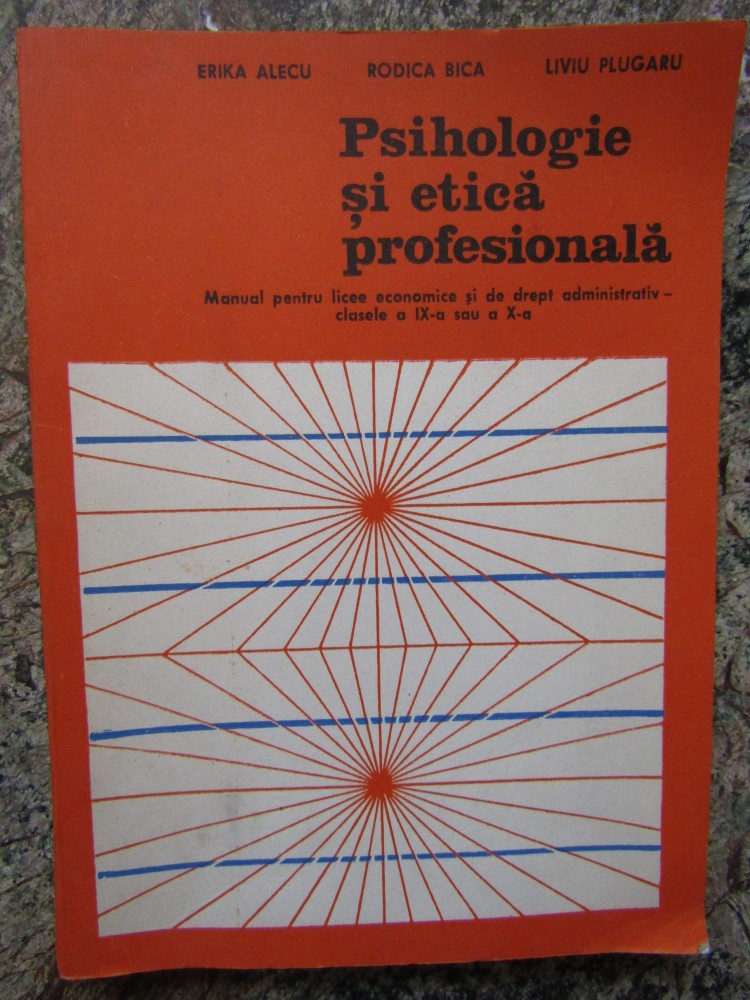 ERIKA ALECU RODICA BICA LIVIU PLUGARU
Psihologie
și etică
profesională
Manual pentru licee economice și de drept administrativ –
clasele a IX-a sau a X-a